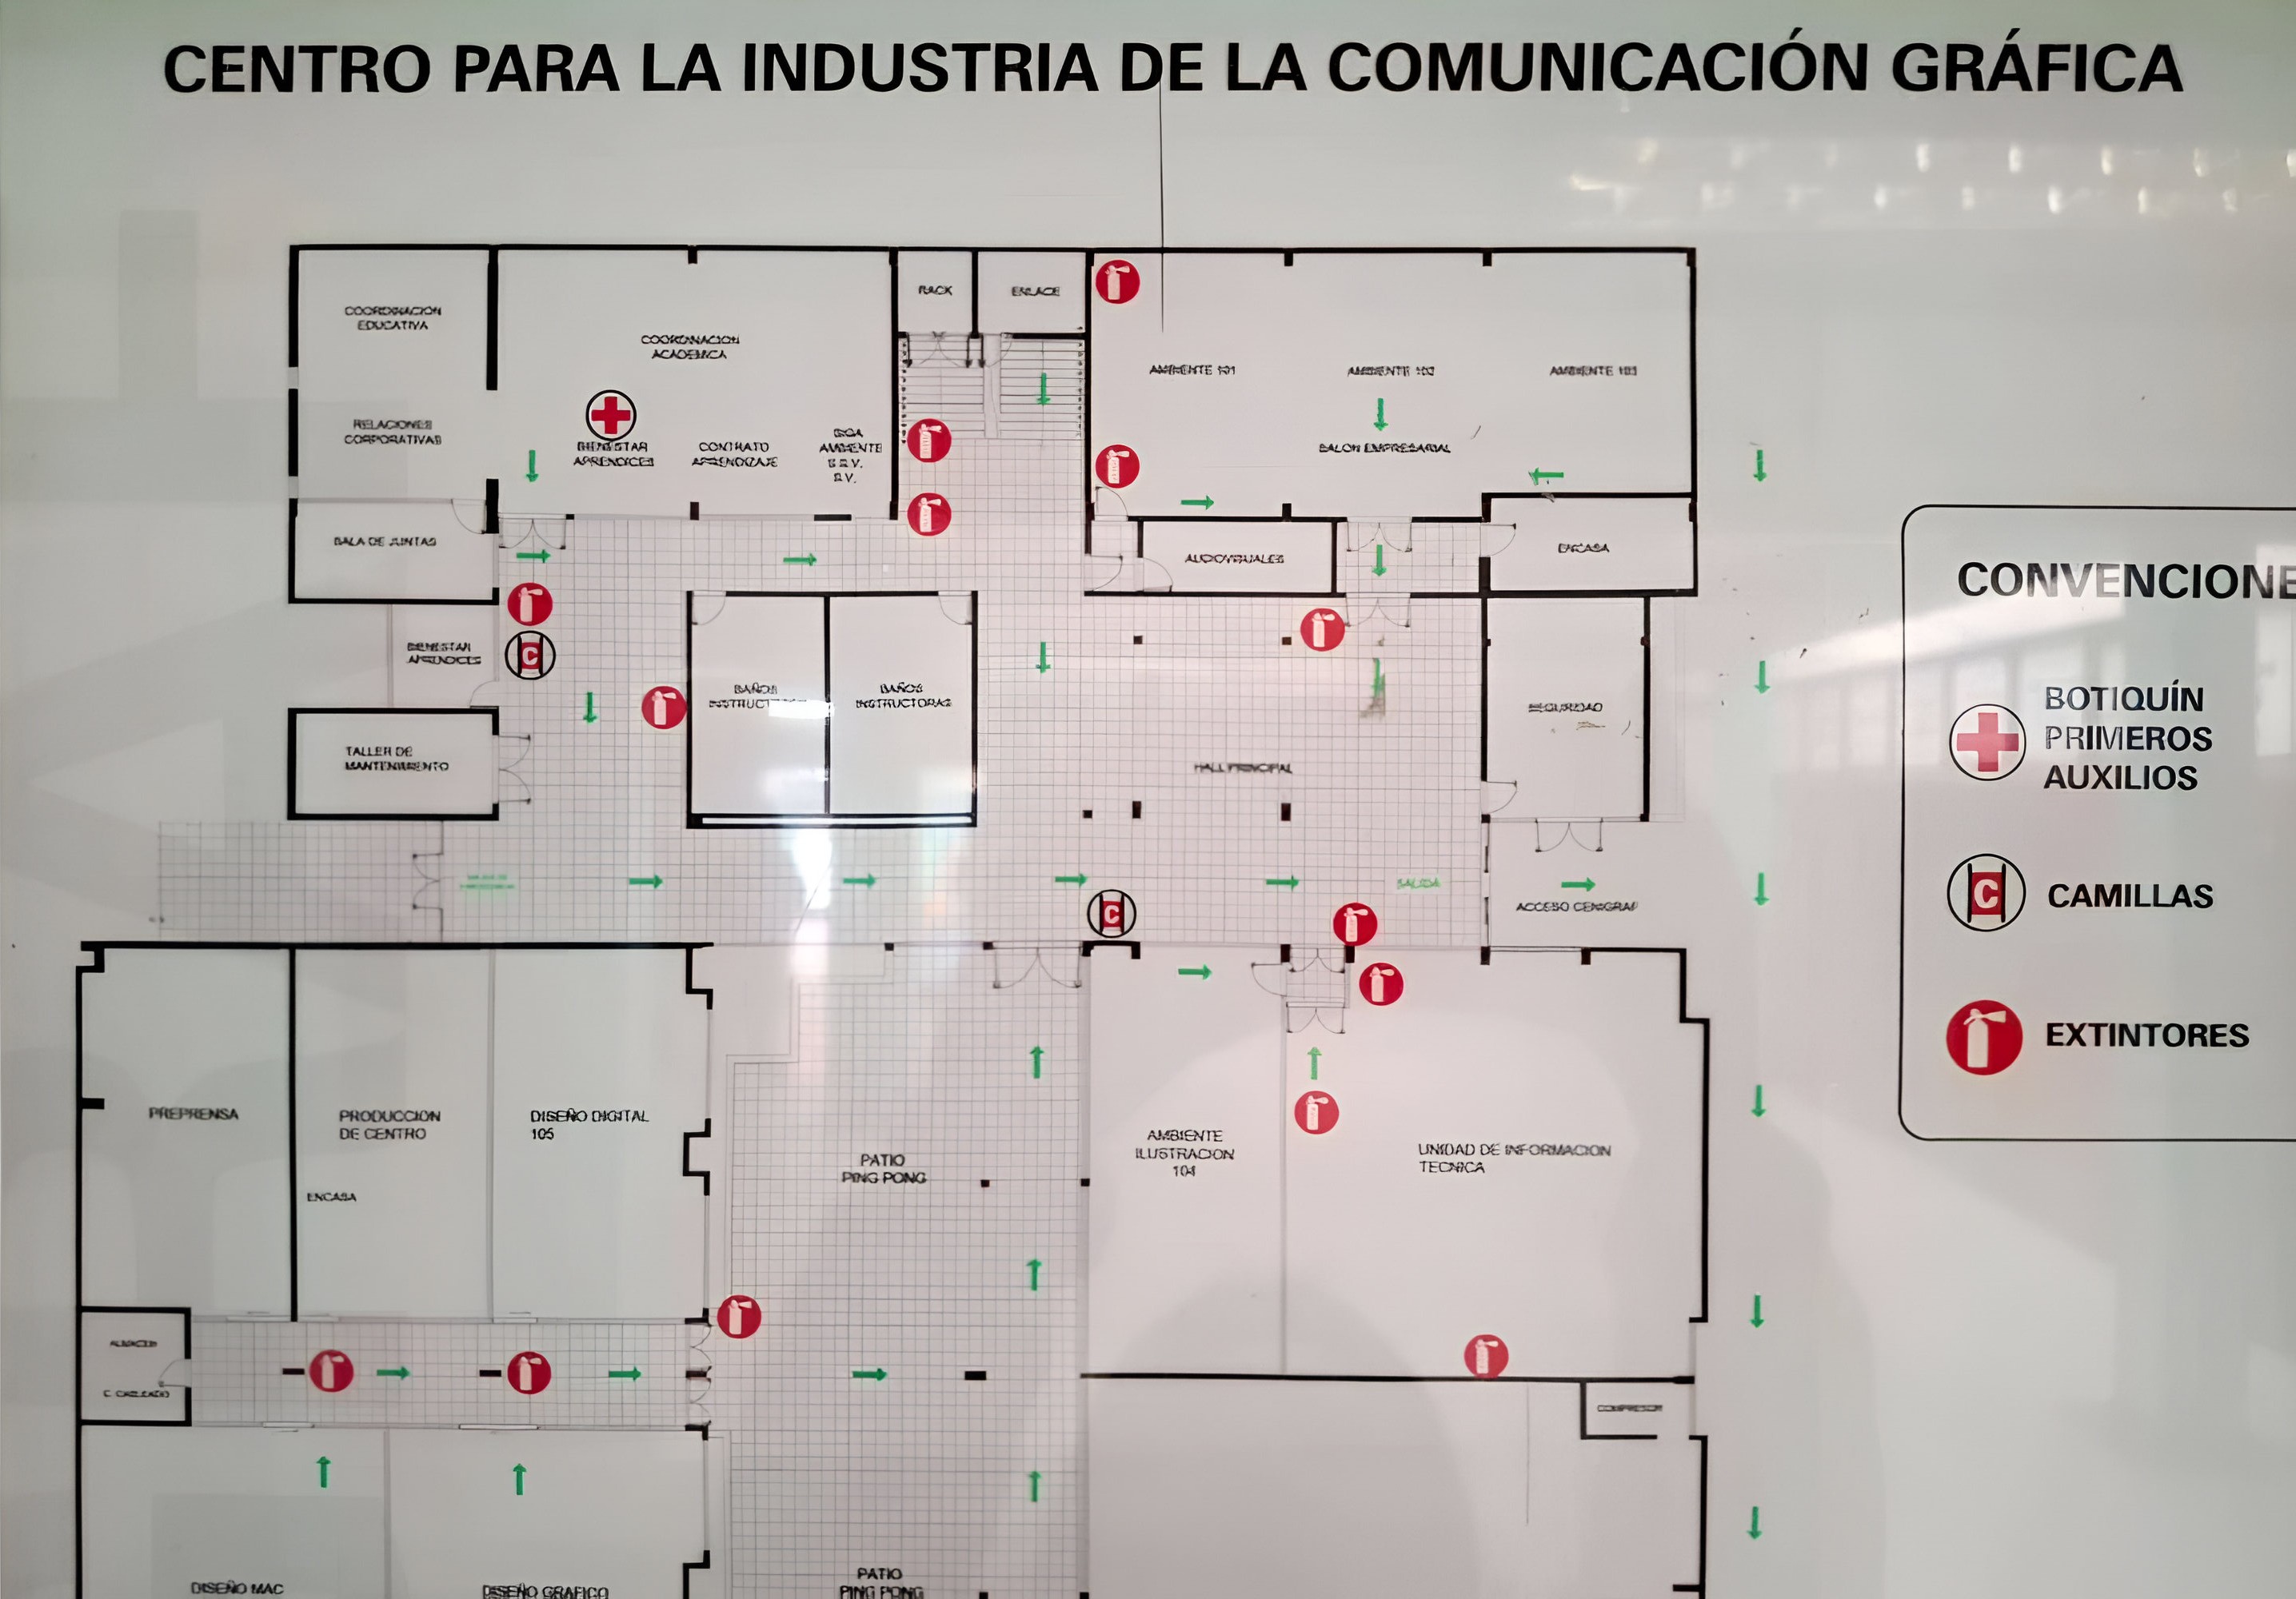 CENTRO PARA LA INDUSTRIA DE LA COMUNICACIÓN GRÁFICA
COORDINACION
EDUCATIVA
RELACIONES
CORPORATIVAS
SALA DE JUNTAS
BIENESTAR
APRENDICES
TALLER DE
MANTENIMIENTO
COORDINACION
ACADEMICA
BIENESTAR
APRENDICES
CONTRATO
APRENDIZAJE
AMBIENTE
RACK
ENLACE
AMBIENTE 101
AMBIENTE 102
AMBIENTE 103
SALON EMPRESARIAL
AUDIOVISUALES
ENCASA
BAÑOS
BAÑOS
INSTRUCTORAS
SEGURIDAD
HALL PRINCIPAL
SALIDA
ACCESO CENIGRAF
PREPRENSA
PRODUCCION
DE CENTRO
ENCASA
DISEÑO DIGITAL
105
PATIO
PING PONG
AMBIENTE
ILUSTRACION
104
UNIDAD DE INFORMACION
TECNICA
ALMACEN
COMPRESOR
DISEÑO MAC
DISEÑO GRAFICO
PATIO
PING PONG
CONVENCIONE
BOTIQUÍN
PRIMEROS
AUXILIOS
C
CAMILLAS
EXTINTORES